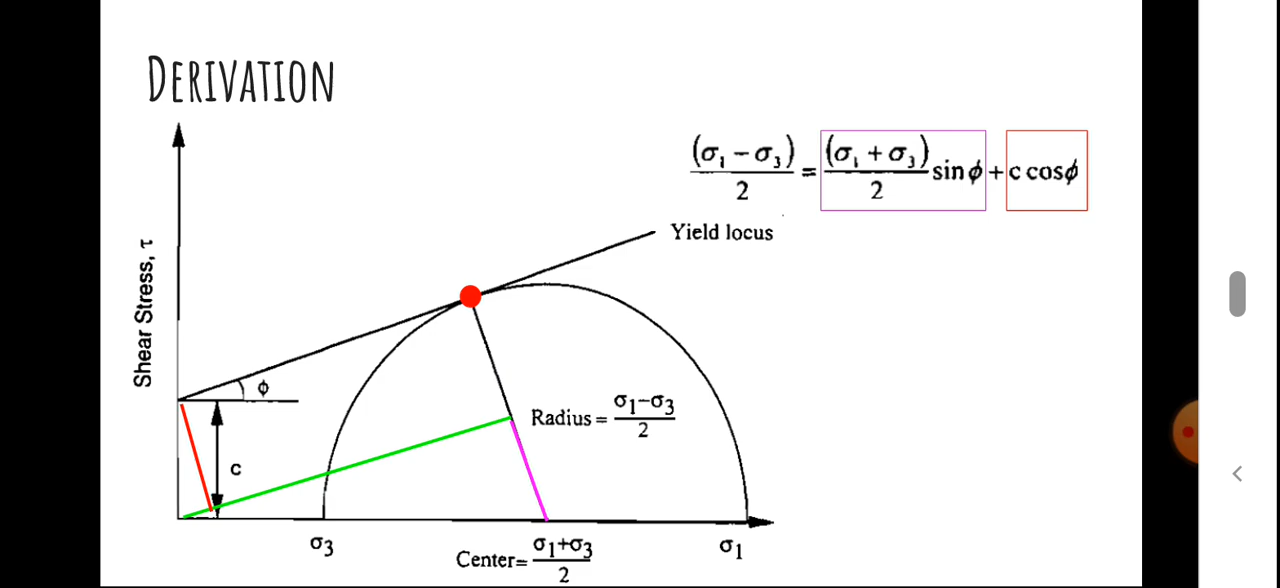 DERIVATION
(σ₁ − σ₃)/2 = (σ₁ + σ₃)/2 sinϕ + c cosϕ
Yield locus
Shear Stress, τ
ϕ
Radius = σ₁−σ₃/2
c
σ₃
Center= σ₁+σ₃/2
σ₁